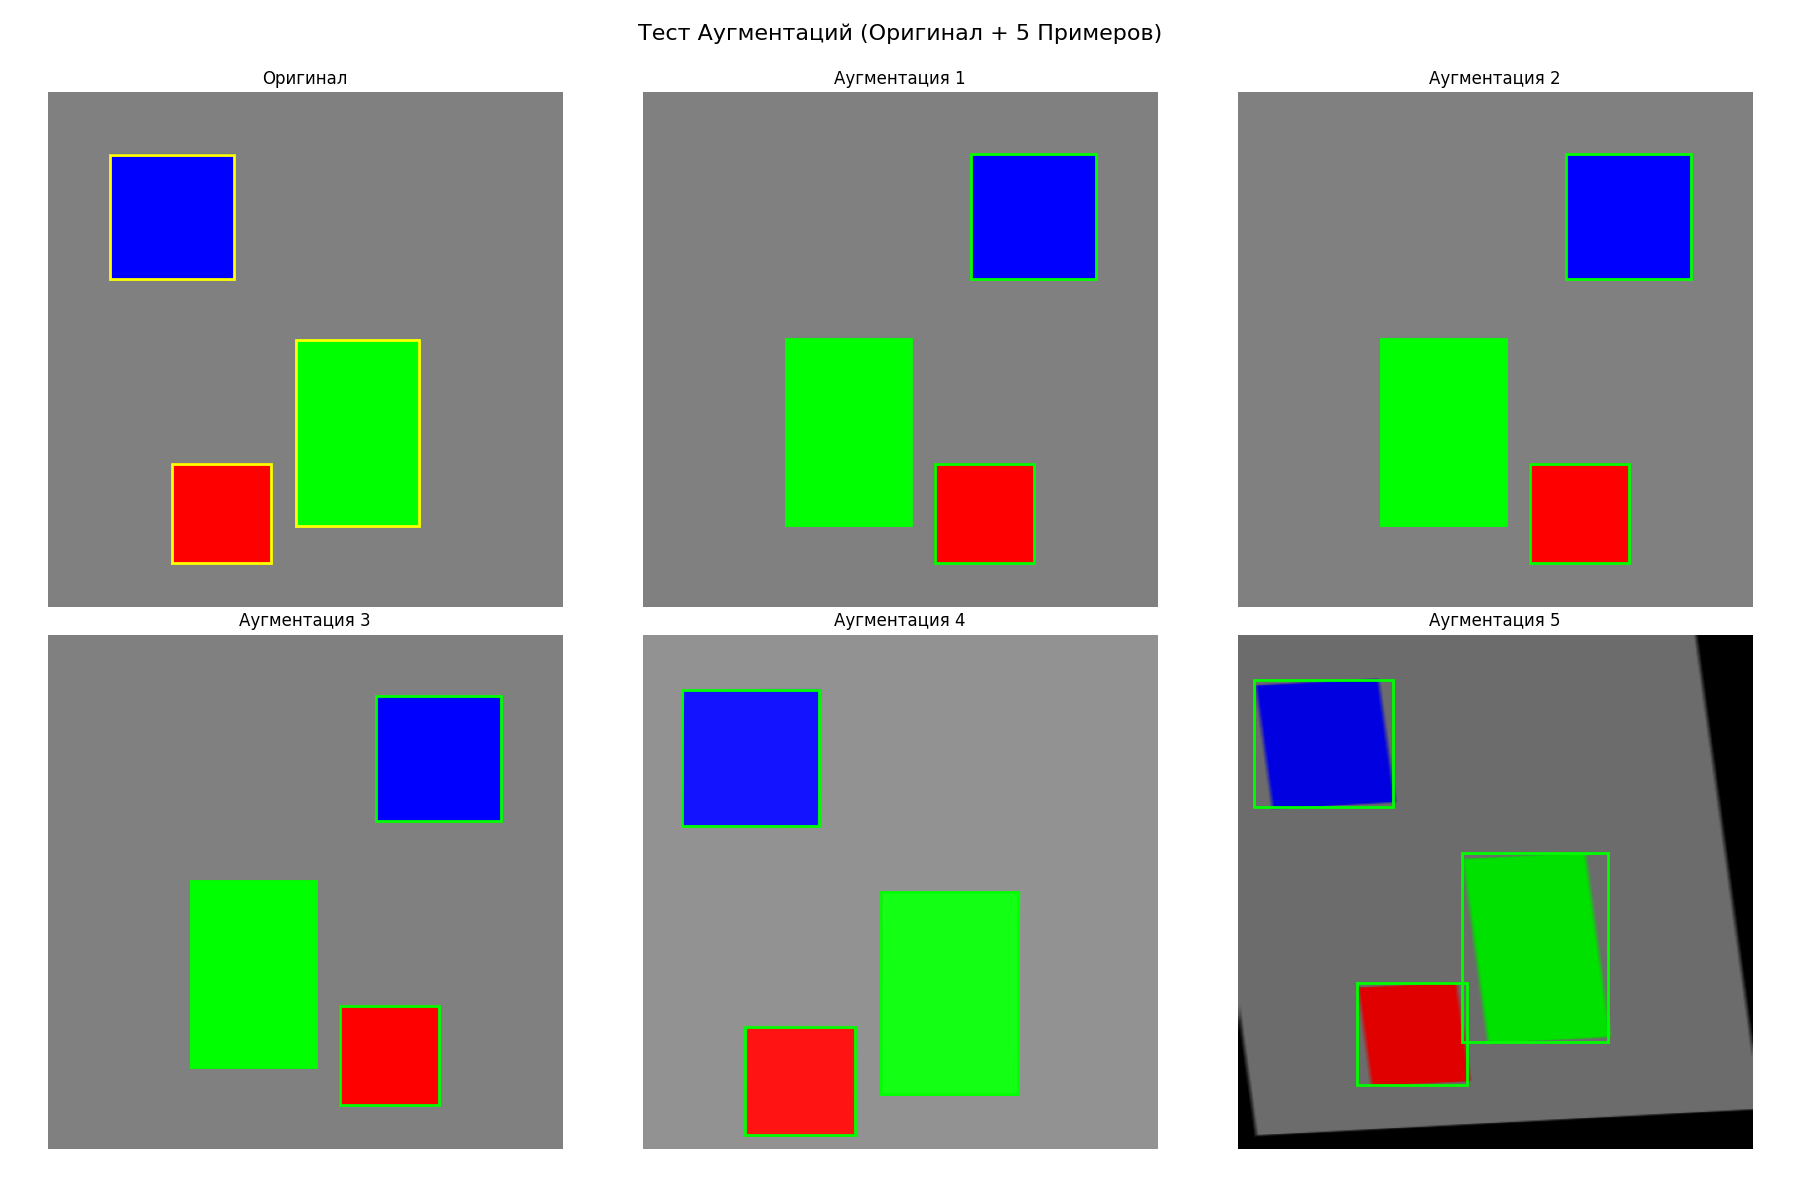 Тест Аугментаций (Оригинал + 5 Примеров)
Оригинал
Аугментация 1
Аугментация 2
Аугментация 3
Аугментация 4
Аугментация 5